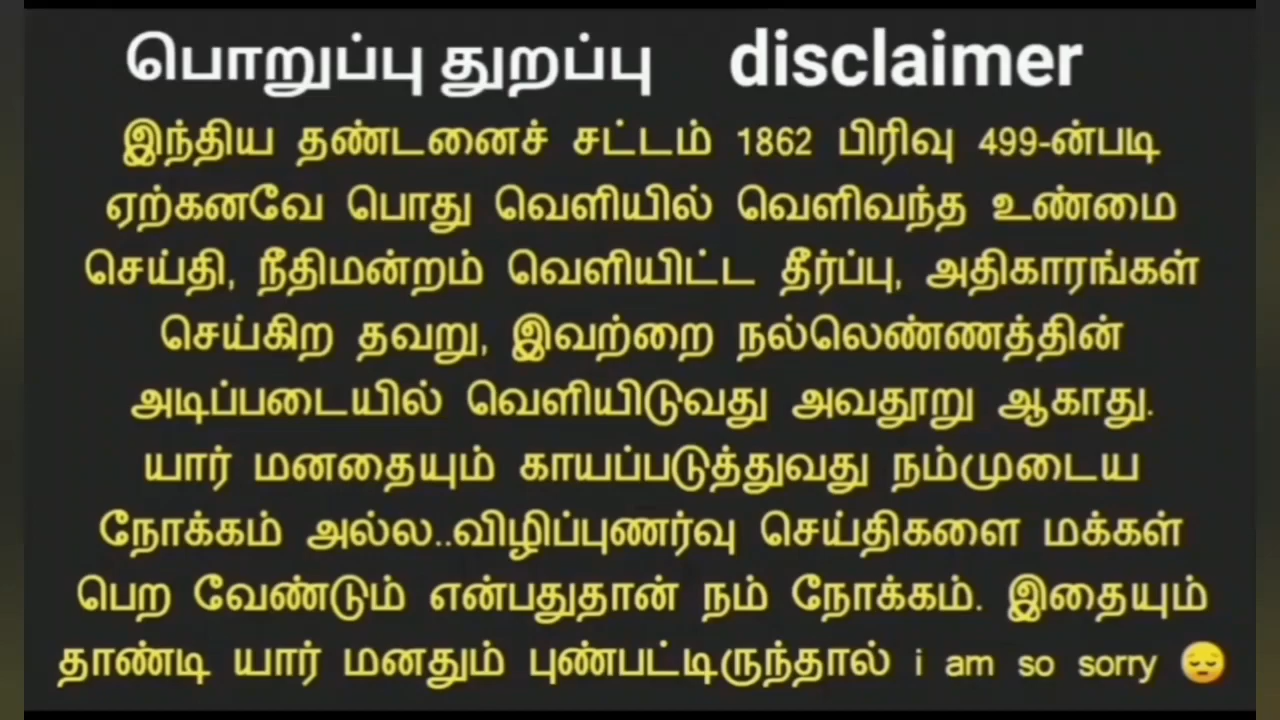 பொறுப்பு துறப்பு disclaimer
இந்திய தண்டனைச் சட்டம் 1862 பிரிவு 499-ன்படி
ஏற்கனவே பொது வெளியில் வெளிவந்த உண்மை
செய்தி, நீதிமன்றம் வெளியிட்ட தீர்ப்பு, அதிகாரங்கள்
செய்கிற தவறு, இவற்றை நல்லெண்ணத்தின்
அடிப்படையில் வெளியிடுவது அவதூறு ஆகாது.
யார் மனதையும் காயப்படுத்துவது நம்முடைய
நோக்கம் அல்ல..விழிப்புணர்வு செய்திகளை மக்கள்
பெற வேண்டும் என்பதுதான் நம் நோக்கம். இதையும்
தாண்டி யார் மனதும் புண்பட்டிருந்தால் i am so sorry 😔